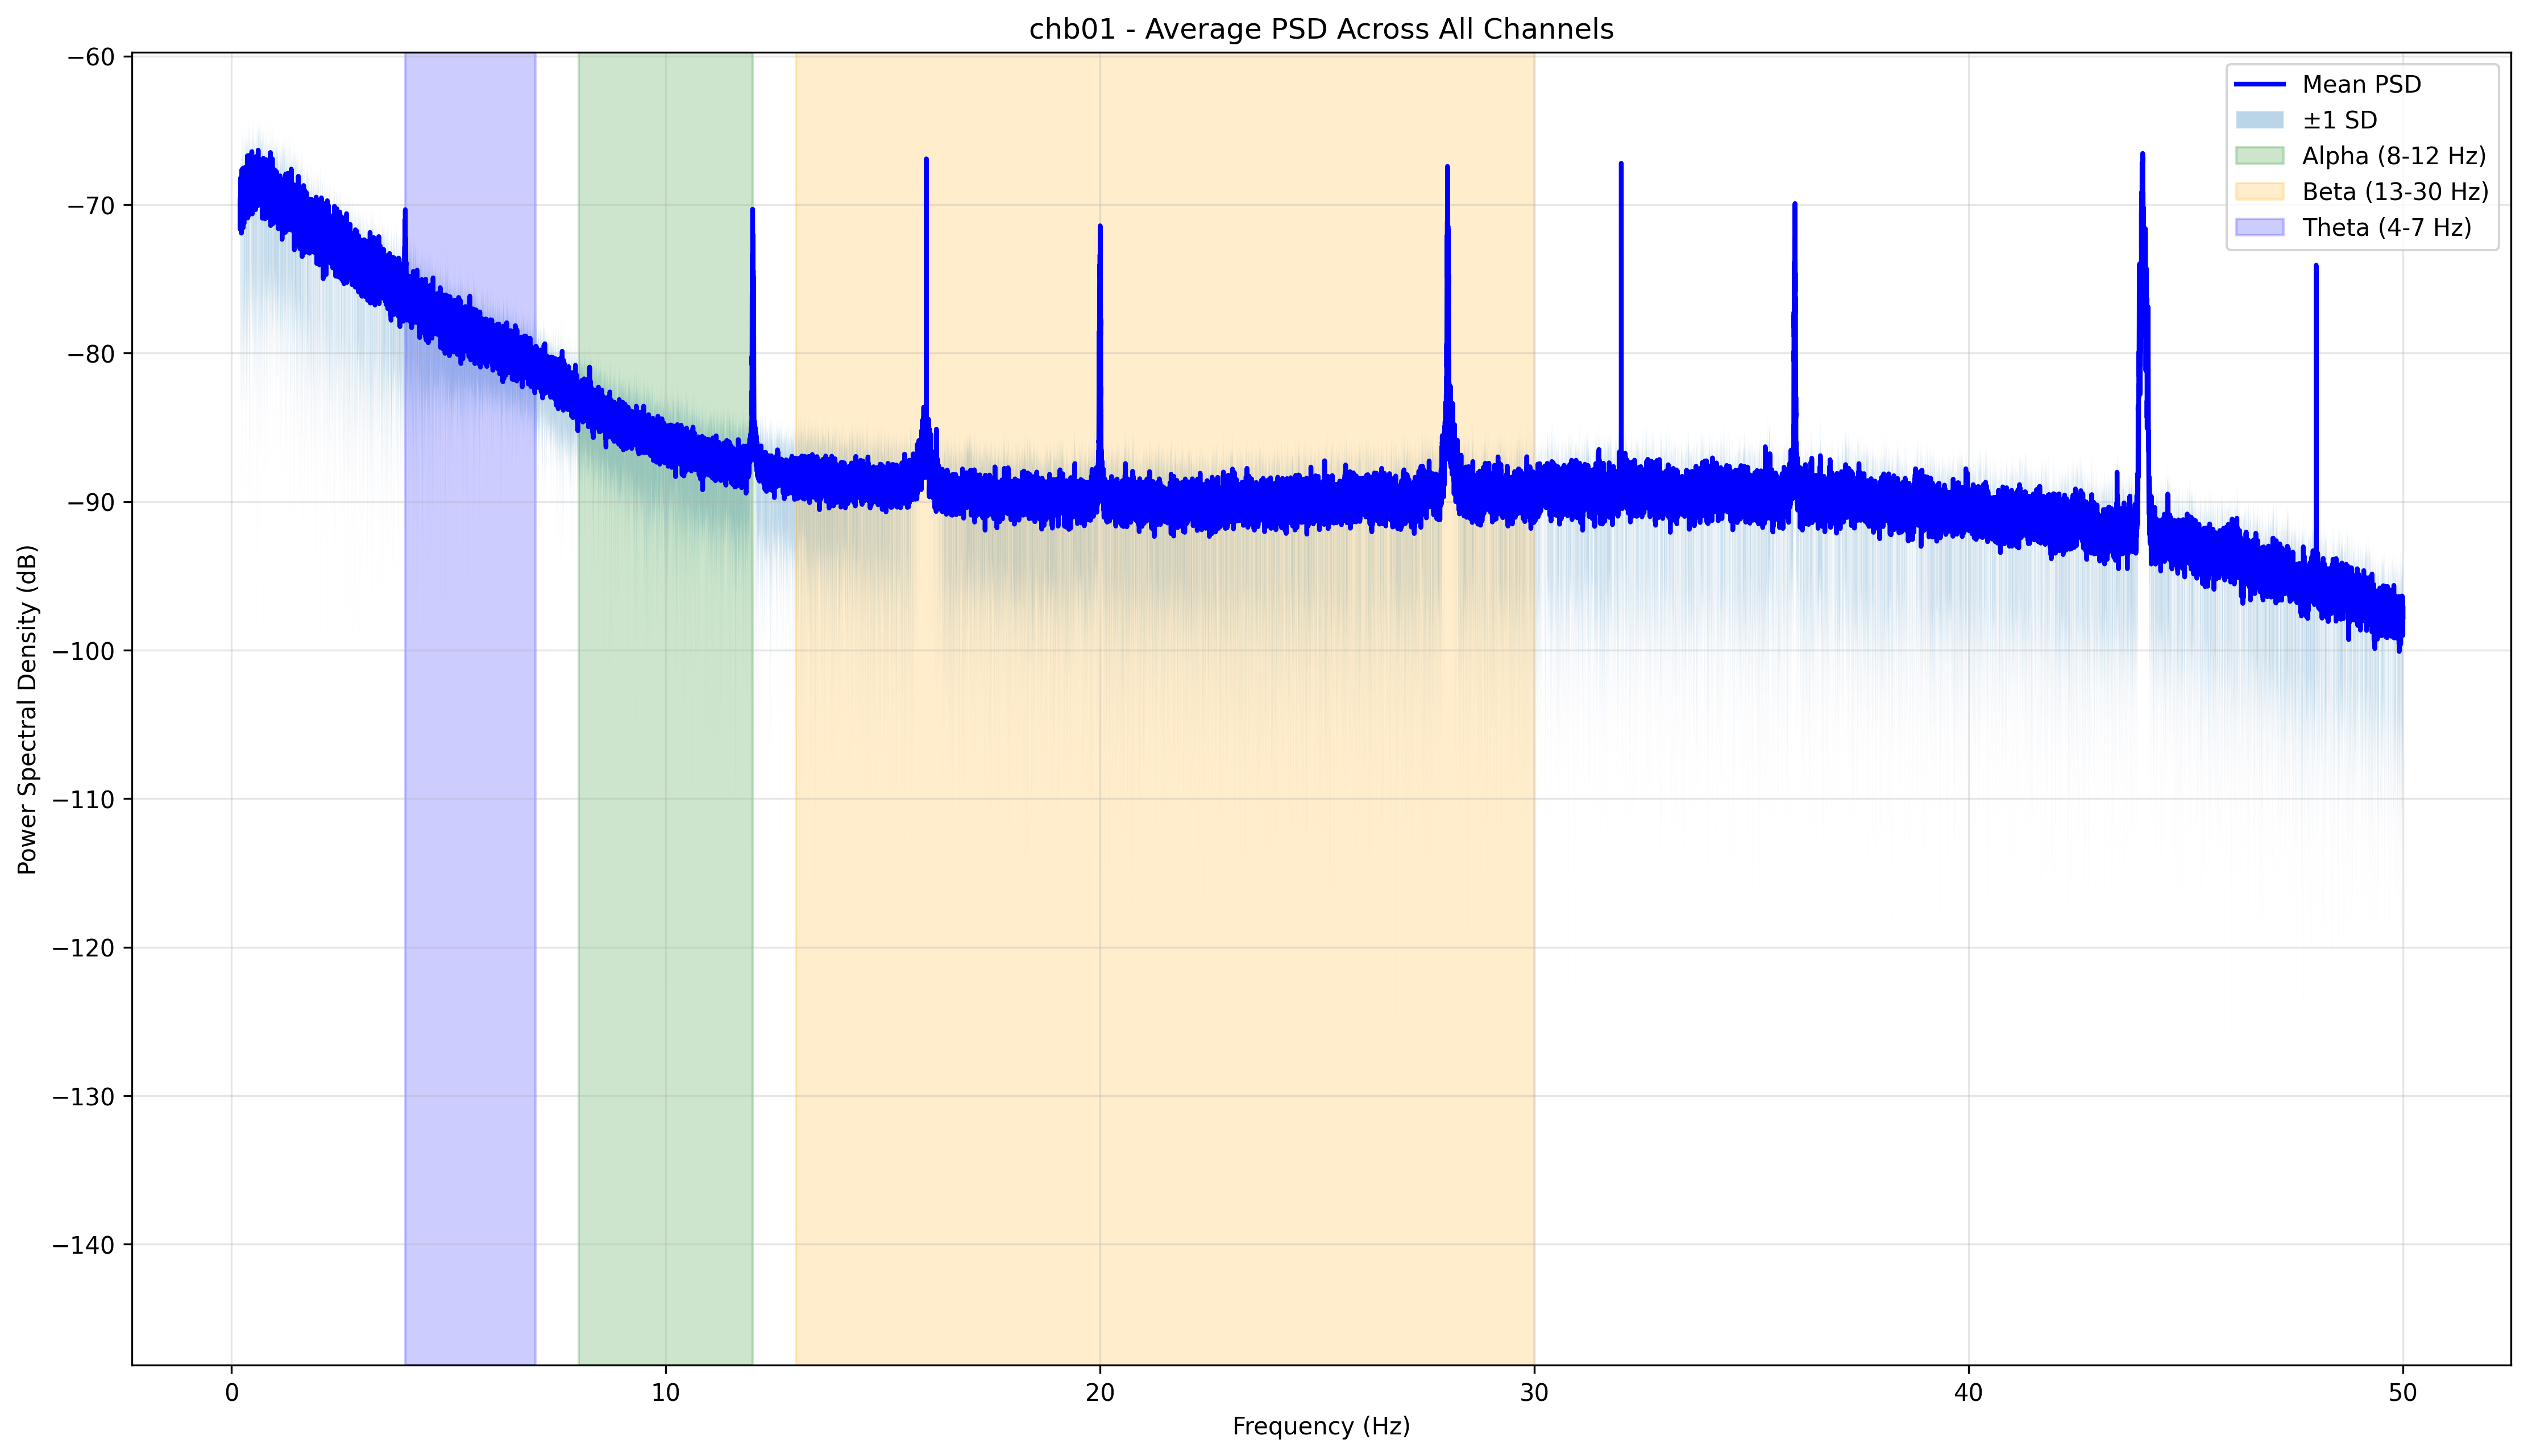 chb01 - Average PSD Across All Channels
Mean PSD
±1 SD
Alpha (8-12 Hz)
Beta (13-30 Hz)
Theta (4-7 Hz)
Power Spectral Density (dB)
−60
−70
−80
−90
−100
−110
−120
−130
−140
0
10
20
30
40
50
Frequency (Hz)